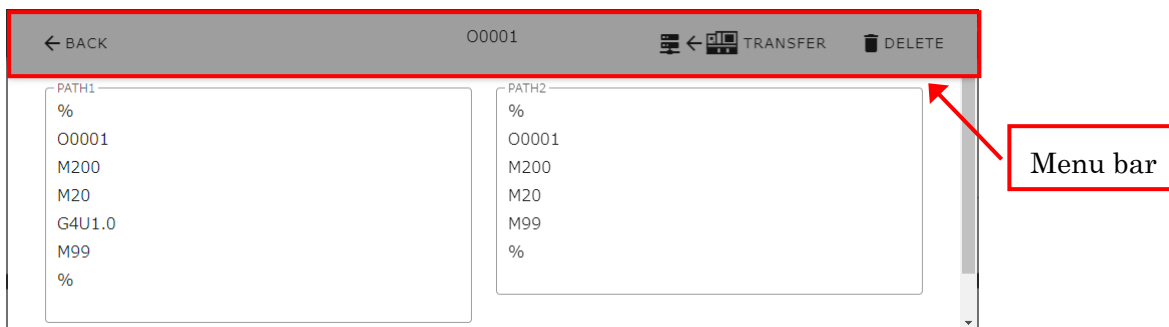 BACK
O0001
TRANSFER
DELETE
PATH1
%
O0001
M200
M20
G4U1.0
M99
%
PATH2
%
O0001
M200
M20
M99
%
Menu bar